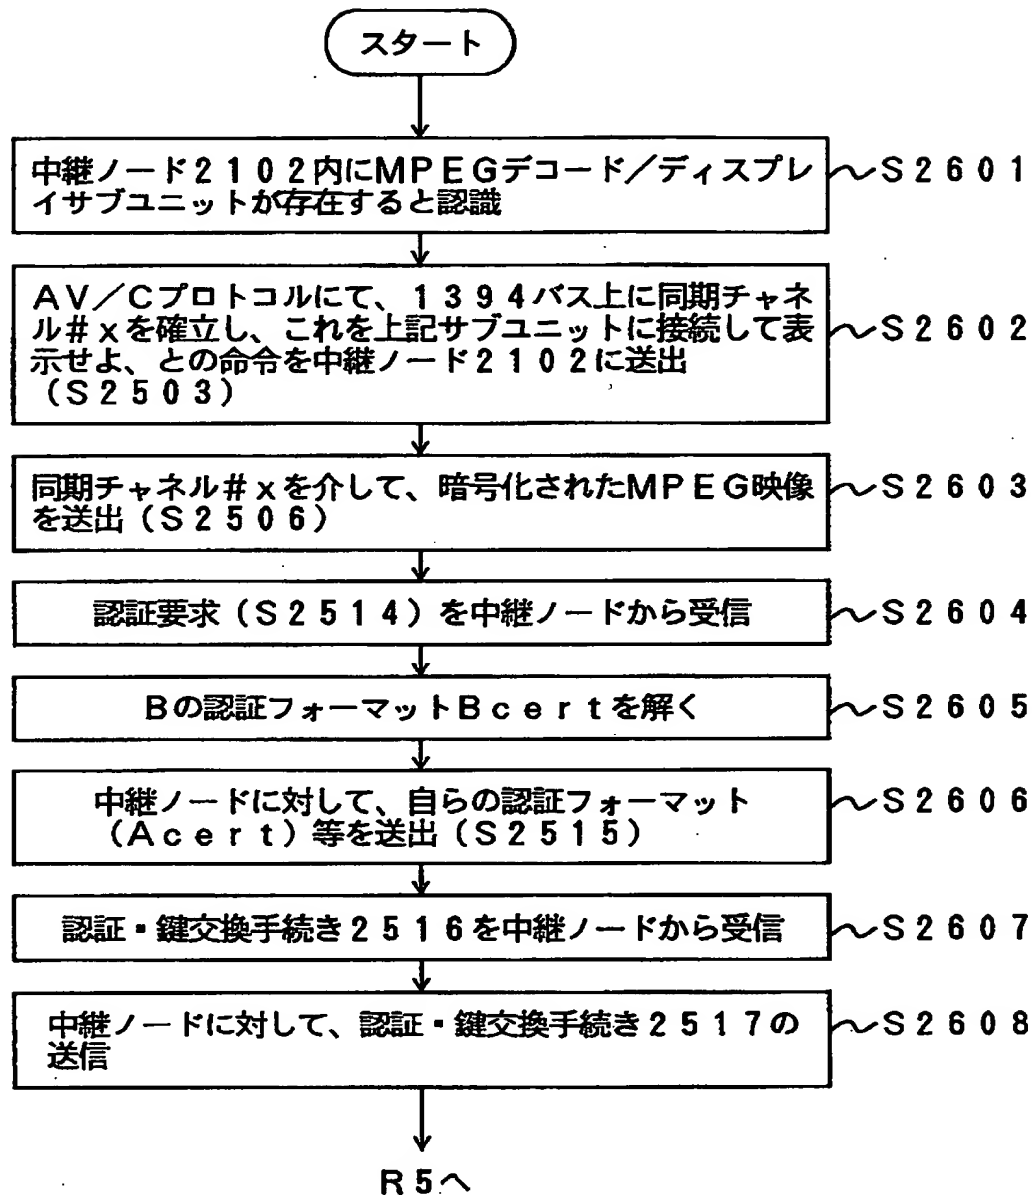 スタート
中継ノード2102内にMPEGデコード/ディスプレ
イサブユニットが存在すると認識
S2601
AV/Cプロトコルにて、1394バス上に同期チャネ
ル#xを確立し、これを上記サブユニットに接続して表
示せよ、との命令を中継ノード2102に送出
(S2503)
S2602
同期チャネル#xを介して、暗号化されたMPEG映像
を送出(S2506)
S2603
認証要求(S2514)を中継ノードから受信
S2604
Bの認証フォーマットBcertを解く
S2605
中継ノードに対して、自らの認証フォーマット
(Acert)等を送出(S2515)
S2606
認証・鍵交換手続き2516を中継ノードから受信
S2607
中継ノードに対して、認証・鍵交換手続き2517の
送信
S2608
R5へ